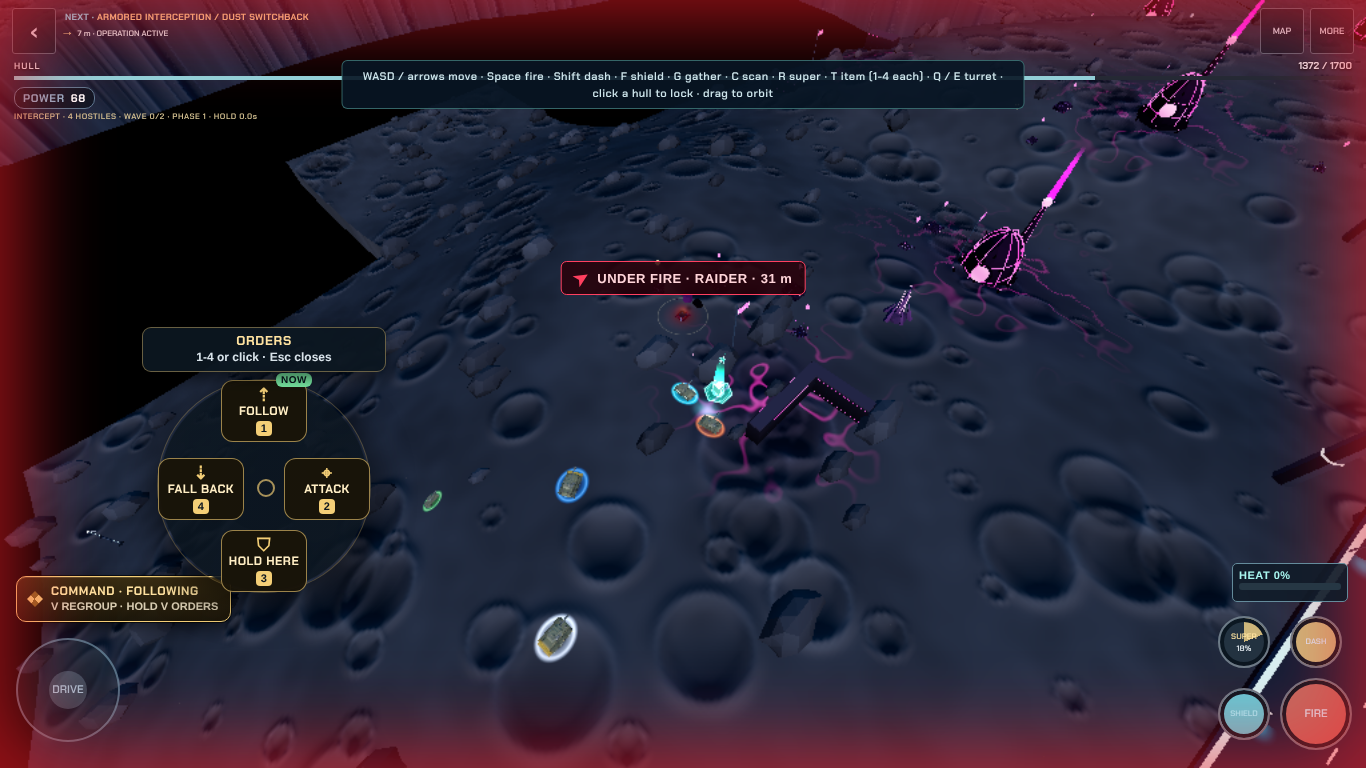 NEXT · ARMORED INTERCEPTION / DUST SWITCHBACK
→ 7 m · OPERATION ACTIVE
MAP
MORE
HULL
1372 / 1700
WASD / arrows move · Space fire · Shift dash · F shield · G gather · C scan · R super · T item (1-4 each) · Q / E turret ·
click a hull to lock · drag to orbit
POWER 68
INTERCEPT · 4 HOSTILES · WAVE 0/2 · PHASE 1 · HOLD 0.0s
UNDER FIRE · RAIDER · 31 m
ORDERS
1-4 or click · Esc closes
NOW
FOLLOW
1
FALL BACK
4
ATTACK
2
HOLD HERE
3
COMMAND · FOLLOWING
V REGROUP · HOLD V ORDERS
HEAT 0%
SUPER
18%
DASH
DRIVE
SHIELD
FIRE